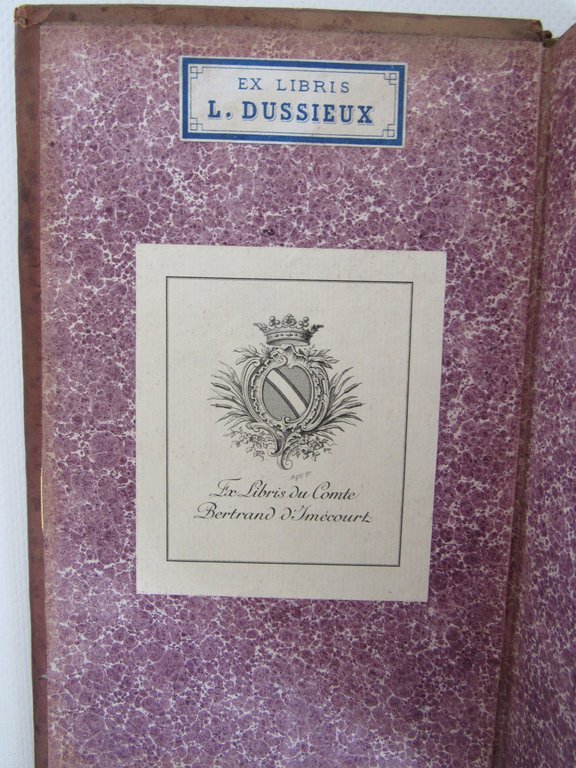 EX LIBRIS
L. DUSSIEUX
Ex Libris du Comte
Bertrand d'Imécourt